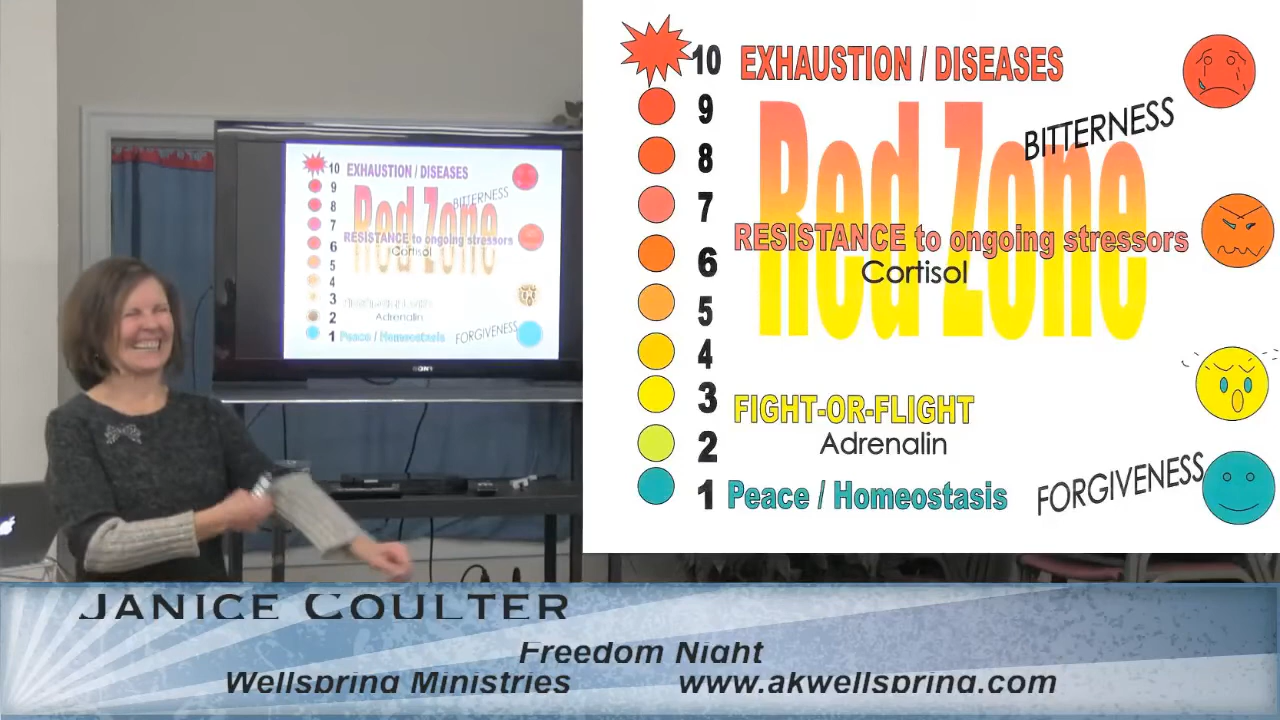 10 EXHAUSTION / DISEASES
9
BITTERNESS
8
Red Zone
7
RESISTANCE to ongoing stressors
6
Cortisol
5
4
3
FIGHT-OR-FLIGHT
2
Adrenalin
1 Peace / Homeostasis
FORGIVENESS
10 EXHAUSTION / DISEASES
9
BITTERNESS
8
Red Zone
7
RESISTANCE to ongoing stressors
6
Cortisol
5
4
3
2
Adrenalin
1 Peace / Homeostasis
FORGIVENESS
SONY
JANICE COULTER
Freedom Night
Wellspring Ministries www.akwellspring.com